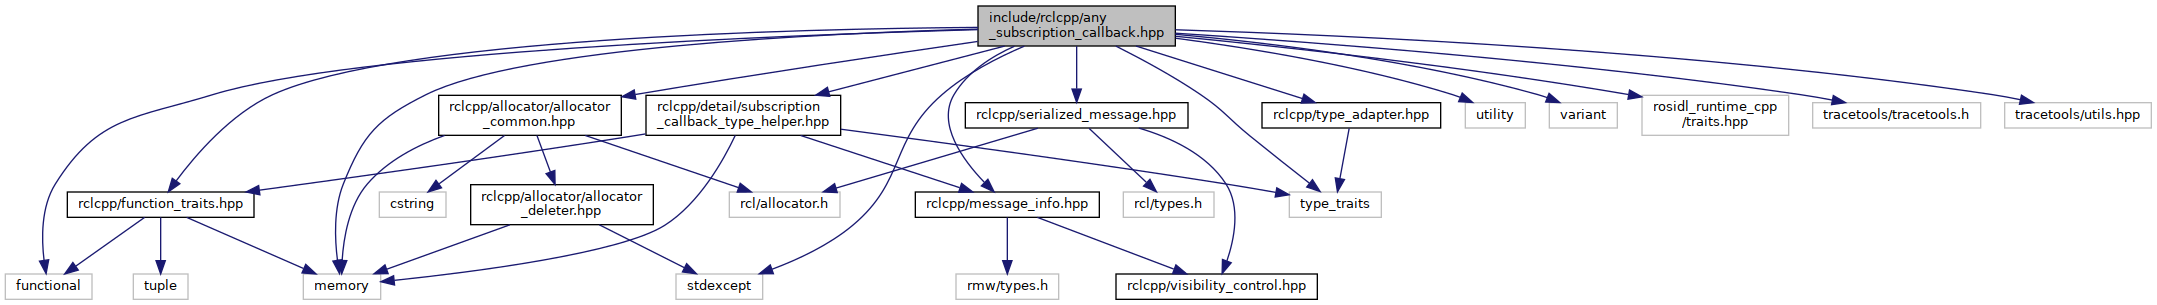 include/rclcpp/any
_subscription_callback.hpp
rclcpp/allocator/allocator
_common.hpp
rclcpp/detail/subscription
_callback_type_helper.hpp
rclcpp/serialized_message.hpp
rclcpp/type_adapter.hpp
utility
variant
rosidl_runtime_cpp
/traits.hpp
tracetools/tracetools.h
tracetools/utils.hpp
rclcpp/function_traits.hpp
cstring
rclcpp/allocator/allocator
_deleter.hpp
rcl/allocator.h
rclcpp/message_info.hpp
rcl/types.h
type_traits
functional
tuple
memory
stdexcept
rmw/types.h
rclcpp/visibility_control.hpp